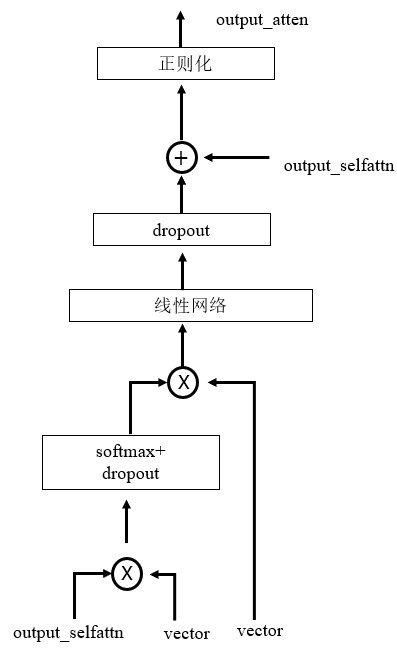 output_atten
正则化
+
output_selfattn
dropout
线性网络
X
softmax+
dropout
X
output_selfattn
vector
vector